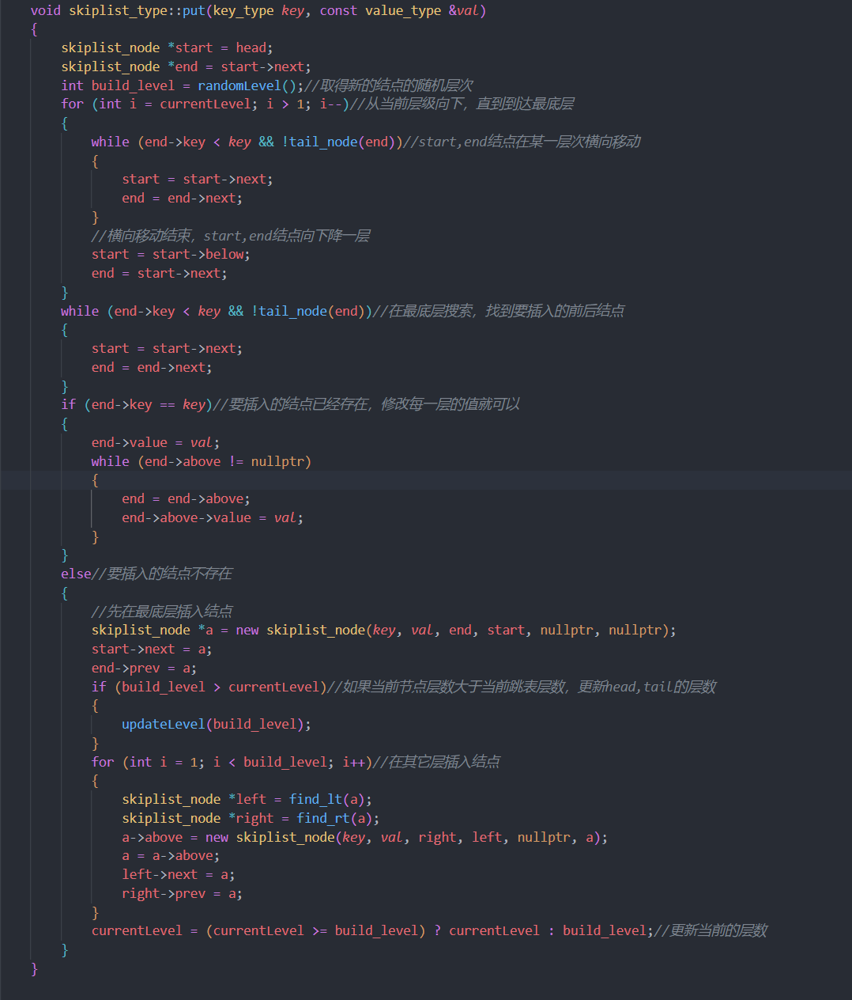 void skiplist_type::put(key_type key, const value_type &val)
{
    skiplist_node *start = head;
    skiplist_node *end = start->next;
    int build_level = randomLevel();//取得新的结点的随机层次
    for (int i = currentLevel; i > 1; i--)//从当前层级向下，直到到达最底层
    {
        while (end->key < key && !tail_node(end))//start,end结点在某一层次横向移动
        {
            start = start->next;
            end = end->next;
        }
        //横向移动结束，start,end结点向下降一层
        start = start->below;
        end = start->next;
    }
    while (end->key < key && !tail_node(end))//在最底层搜索，找到要插入的前后结点
    {
        start = start->next;
        end = end->next;
    }
    if (end->key == key)//要插入的结点已经存在，修改每一层的值就可以
    {
        end->value = val;
        while (end->above != nullptr)
        {
            end = end->above;
            end->above->value = val;
        }
    }
    else//要插入的结点不存在
    {
        //先在最底层插入结点
        skiplist_node *a = new skiplist_node(key, val, end, start, nullptr, nullptr);
        start->next = a;
        end->prev = a;
        if (build_level > currentLevel)//如果当前节点层数大于当前跳表层数，更新head,tail的层数
        {
            updateLevel(build_level);
        }
        for (int i = 1; i < build_level; i++)//在其它层插入结点
        {
            skiplist_node *left = find_lt(a);
            skiplist_node *right = find_rt(a);
            a->above = new skiplist_node(key, val, right, left, nullptr, a);
            a = a->above;
            left->next = a;
            right->prev = a;
        }
        currentLevel = (currentLevel >= build_level) ? currentLevel : build_level;//更新当前的层数
    }
}